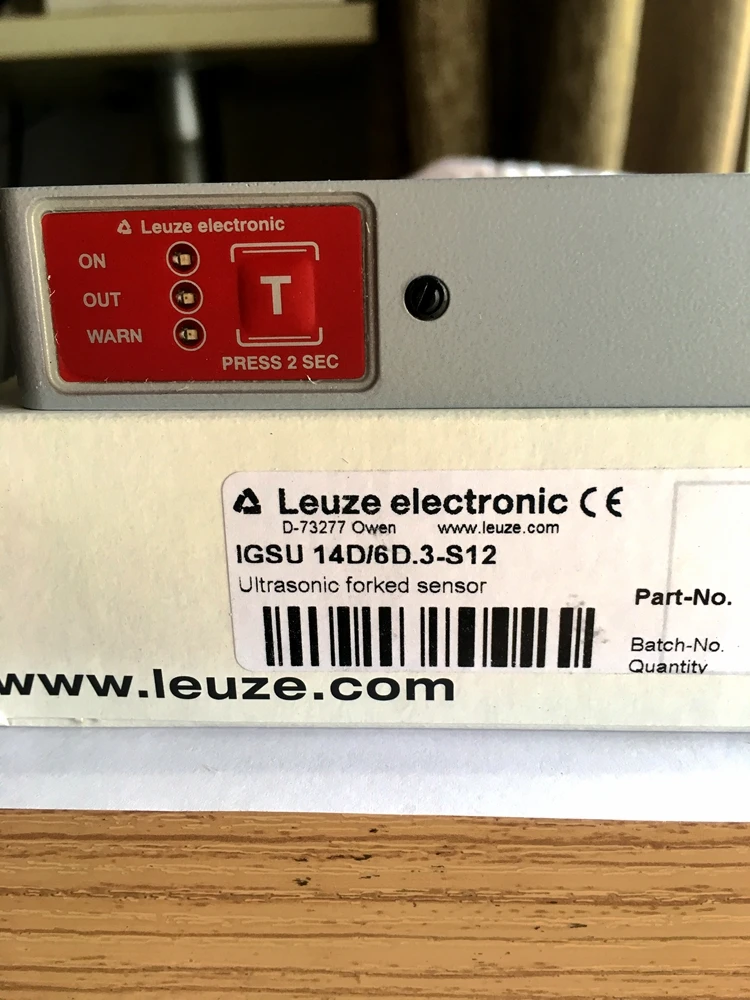 Leuze electronic
ON
OUT
T
WARN
PRESS 2 SEC
Leuze electronic CE
D-73277 Owen www.leuze.com
IGSU 14D/6D.3-S12
Ultrasonic forked sensor
Part-No.
Batch-No.
Quantity
www.leuze.com